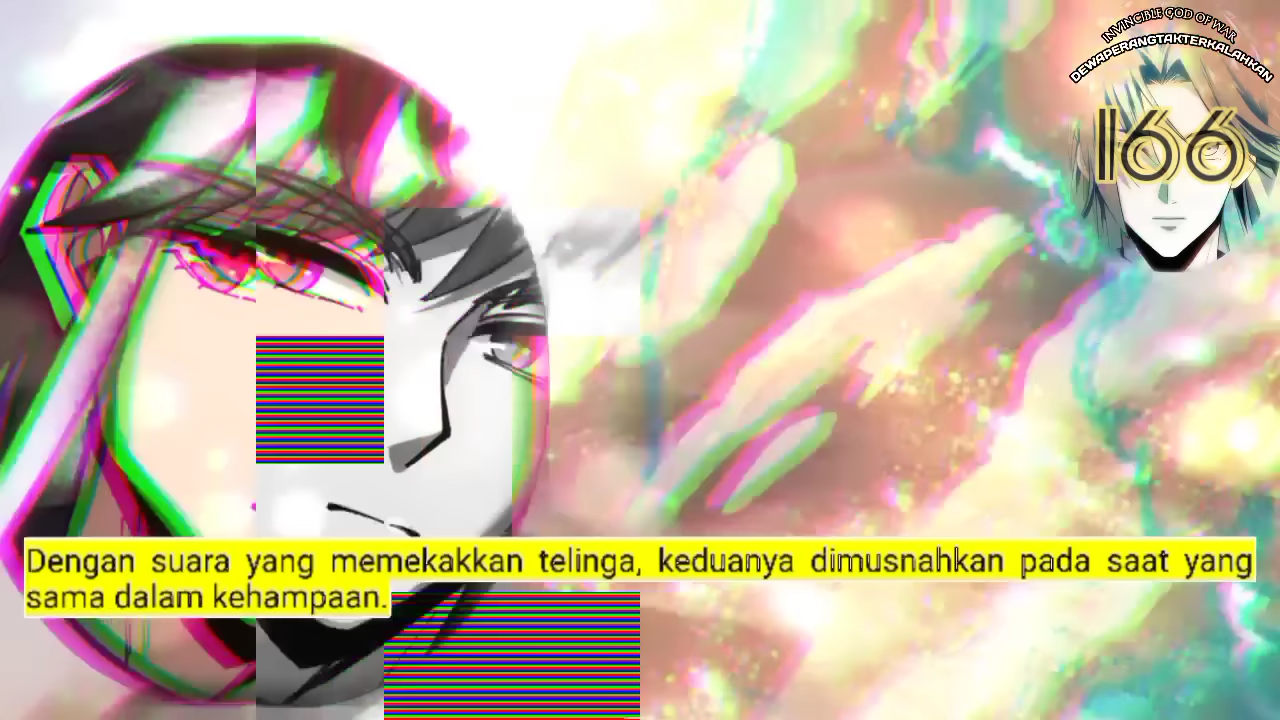 INVINCIBLE GOD OF WAR
DEWAPERANGTAKTERKALAHKAN
166
Dengan suara yang memekakkan telinga, keduanya dimusnahkan pada saat yang
sama dalam kehampaan.